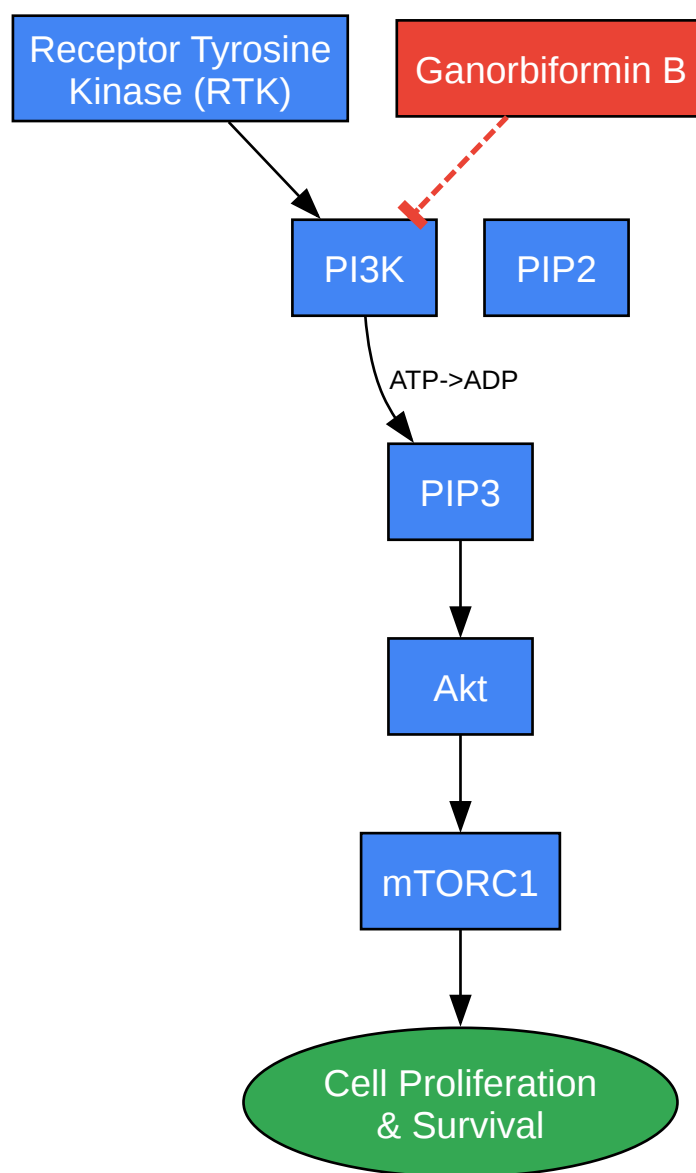 Receptor Tyrosine
Kinase (RTK)
Ganorbiformin B
PI3K
PIP2
ATP->ADP
PIP3
Akt
mTORC1
Cell Proliferation
& Survival